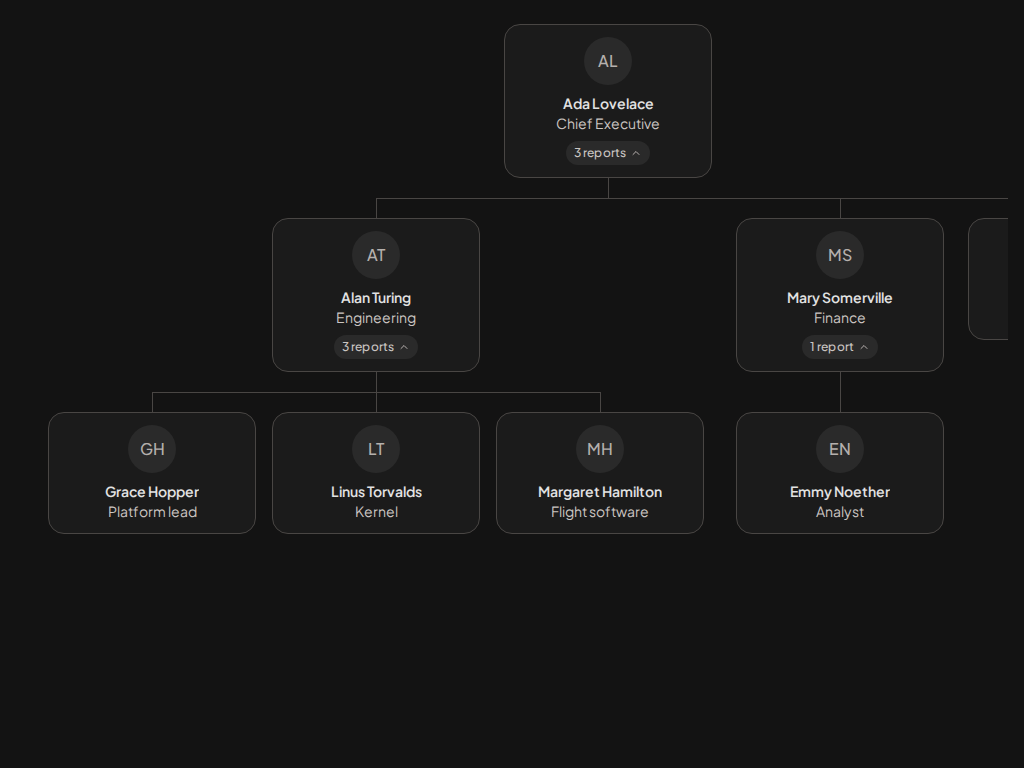 AL
Ada Lovelace
Chief Executive
3 reports
AT
Alan Turing
Engineering
3 reports
MS
Mary Somerville
Finance
1 report
GH
Grace Hopper
Platform lead
LT
Linus Torvalds
Kernel
MH
Margaret Hamilton
Flight software
EN
Emmy Noether
Analyst